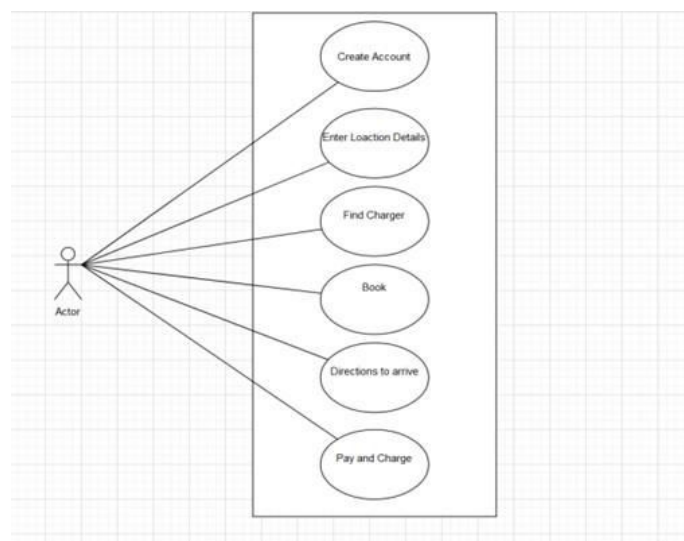 Create Account
Enter Loaction Details
Find Charger
Book
Actor
Directions to arrive
Pay and Charge